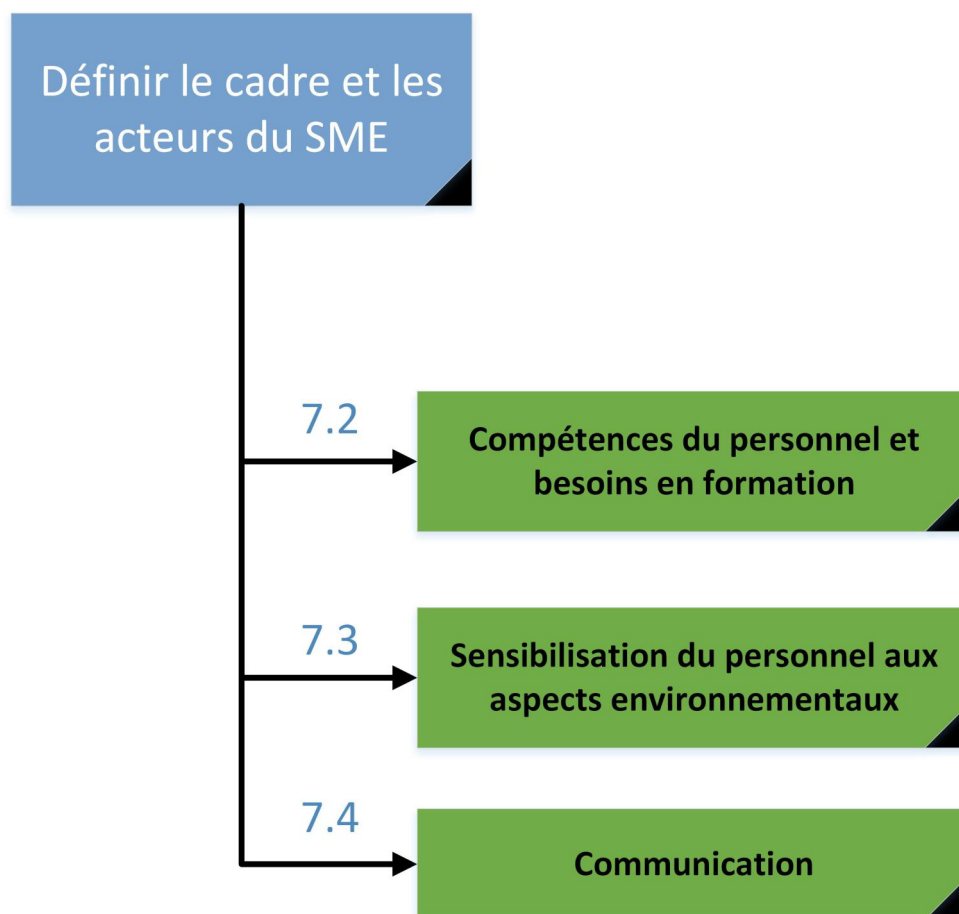 Définir le cadre et les
acteurs du SME
7.2
Compétences du personnel et
besoins en formation
7.3
Sensibilisation du personnel aux
aspects environnementaux
7.4
Communication